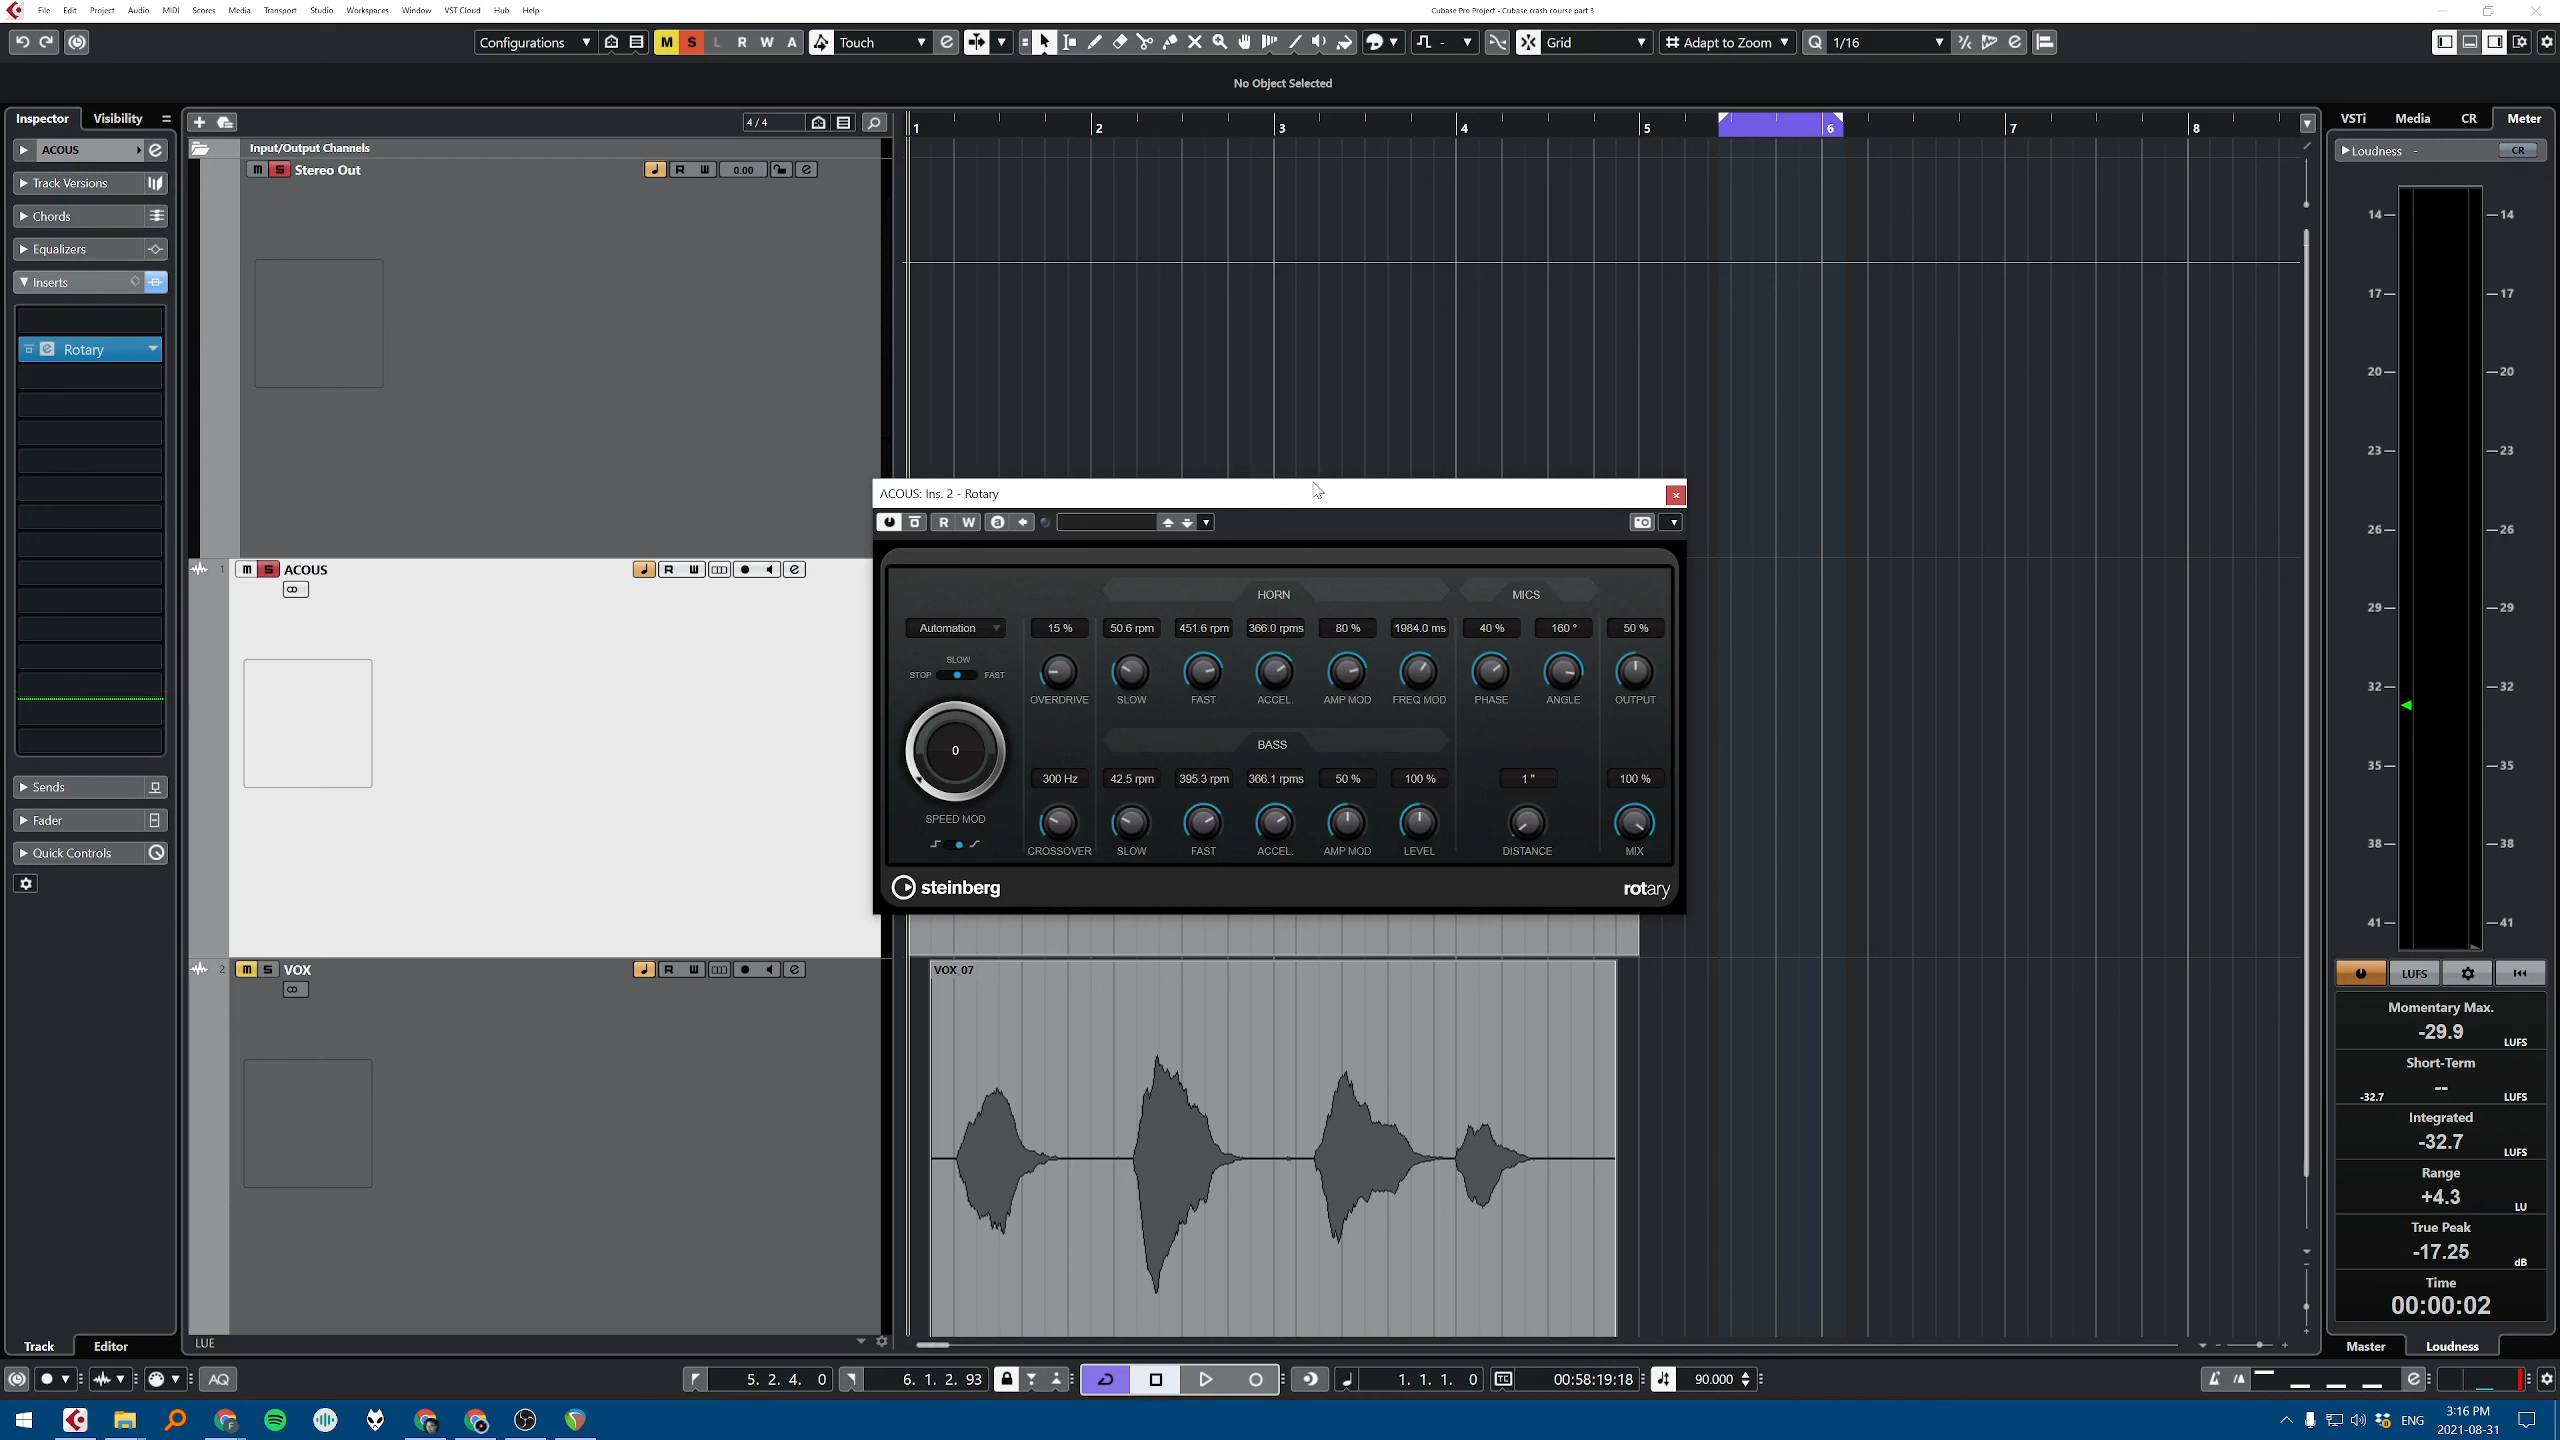 File Edit Project Audio MIDI Scores Media Transport Studio Workspaces Window VST Cloud Hub Help
Cubase Pro Project - Cubase crash course part 3
Configurations M S L R W A Touch Grid Adapt to Zoom Q 1/16
No Object Selected
Inspector Visibility
4 / 4
1 2 3 4 5 6 7 8
VSTi Media CR Meter
ACOUS
Track Versions
Chords
Equalizers
Inserts
Rotary
Sends
Fader
Quick Controls
Input/Output Channels
m S Stereo Out R W 0.00 e
Loudness - CR
14 14
17 17
20 20
23 23
26 26
29 29
32 32
35 35
38 38
41 41
ACOUS: Ins. 2 - Rotary
R W
1 m S ACOUS R W e
HORN MICS
Automation 15 % 50.6 rpm 451.6 rpm 366.0 rpms 80 % 1984.0 ms 40 % 160 ° 50 %
SLOW
STOP FAST
OVERDRIVE SLOW FAST ACCEL. AMP MOD FREQ MOD PHASE ANGLE OUTPUT
BASS
0
300 Hz 42.5 rpm 395.3 rpm 366.1 rpms 50 % 100 % 1 " 100 %
SPEED MOD
CROSSOVER SLOW FAST ACCEL. AMP MOD LEVEL DISTANCE MIX
steinberg rotary
2 m S VOX R W e
VOX 07
LUFS
Momentary Max.
-29.9
LUFS
Short-Term
--
-32.7 LUFS
Integrated
-32.7
LUFS
Range
+4.3
LU
True Peak
-17.25
dB
Time
00:00:02
Track Editor
LUE
Master Loudness
AQ 5. 2. 4. 0 6. 1. 2. 93 1. 1. 1. 0 TC 00:58:19:18 90.000
ENG
3:16 PM
2021-08-31